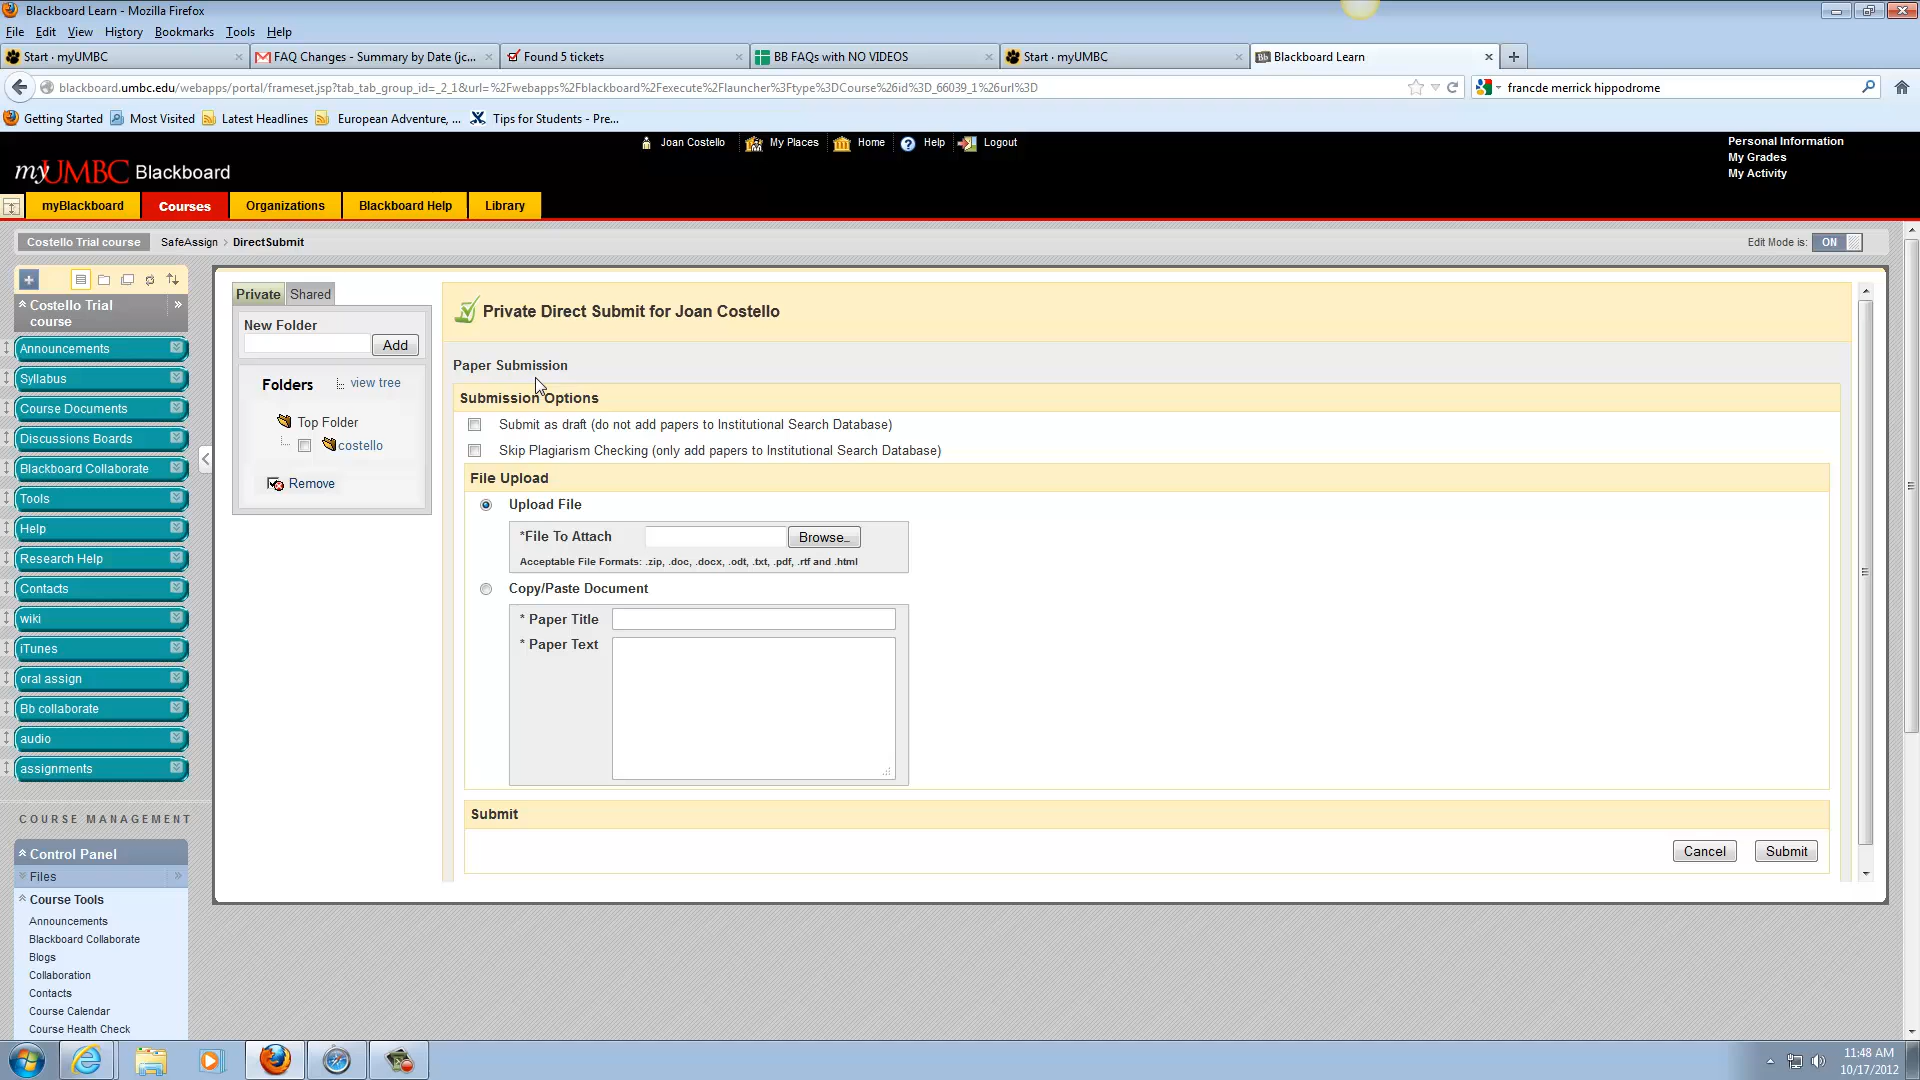 Blackboard Learn - Mozilla Firefox
File Edit View History Bookmarks Tools Help
Start · myUMBC
FAQ Changes - Summary by Date (jc...
Found 5 tickets
BB FAQs with NO VIDEOS
Start · myUMBC
Blackboard Learn
blackboard.umbc.edu/webapps/portal/frameset.jsp?tab_tab_group_id=_2_1&url=%2Fwebapps%2Fblackboard%2Fexecute%2Flauncher%3Ftype%3DCourse%26id%3D_66039_1%26url%3D
francde merrick hippodrome
Getting Started Most Visited Latest Headlines European Adventure, ... Tips for Students - Pre...
Joan Costello My Places Home Help Logout
Personal Information
My Grades
My Activity
myUMBC Blackboard
myBlackboard Courses Organizations Blackboard Help Library
Costello Trial course SafeAssign > DirectSubmit
Edit Mode is: ON
Costello Trial
course
Announcements
Syllabus
Course Documents
Discussions Boards
Blackboard Collaborate
Tools
Help
Research Help
Contacts
wiki
iTunes
oral assign
Bb collaborate
audio
assignments
COURSE MANAGEMENT
Control Panel
Files
Course Tools
Announcements
Blackboard Collaborate
Blogs
Collaboration
Contacts
Course Calendar
Course Health Check
Private Shared
New Folder
Add
Folders view tree
Top Folder
costello
Remove
Private Direct Submit for Joan Costello
Paper Submission
Submission Options
Submit as draft (do not add papers to Institutional Search Database)
Skip Plagiarism Checking (only add papers to Institutional Search Database)
File Upload
Upload File
*File To Attach Browse...
Acceptable File Formats: .zip, .doc, .docx, .odt, .txt, .pdf, .rtf and .html
Copy/Paste Document
* Paper Title
* Paper Text
Submit
Cancel Submit
11:48 AM
10/17/2012